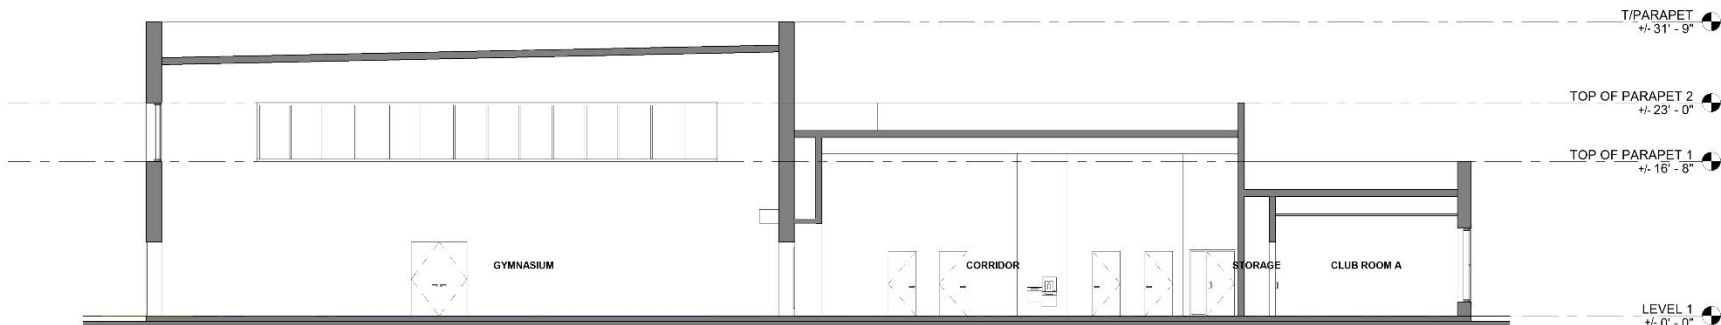 T/PARAPET
+/- 31' - 9"
TOP OF PARAPET 2
+/- 23' - 0"
TOP OF PARAPET 1
+/- 16' - 8"
GYMNASIUM
CORRIDOR
STORAGE
CLUB ROOM A
LEVEL 1
+/- 0' - 0"